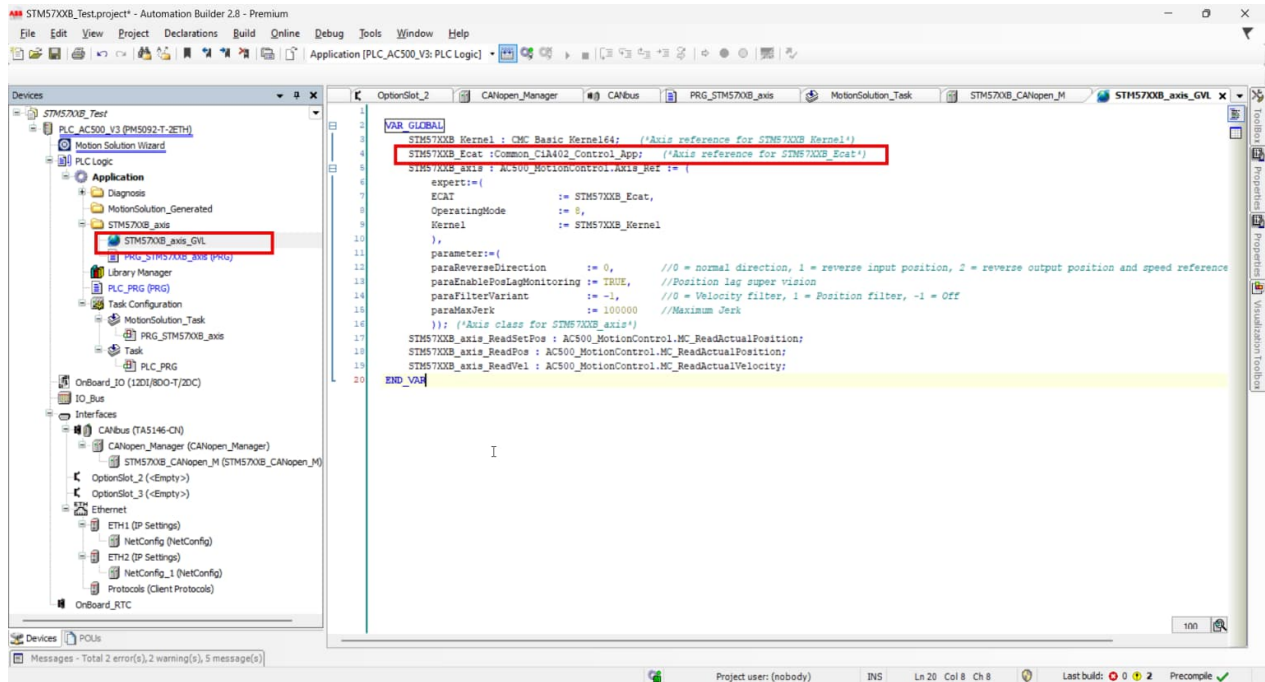 ABB STM57XXB_Test.project* - Automation Builder 2.8 - Premium
File Edit View Project Declarations Build Online Debug Tools Window Help
Application [PLC_AC500_V3: PLC Logic]
Devices
STM57XXB_Test
PLC_AC500_V3 (PM5092-T-2ETH)
Motion Solution Wizard
PLC Logic
Application
Diagnosis
MotionSolution_Generated
STM57XXB_axis
STM57XXB_axis_GVL
PRG_STM57XXB_axis (PRG)
Library Manager
PLC_PRG (PRG)
Task Configuration
MotionSolution_Task
PRG_STM57XXB_axis
Task
PLC_PRG
OnBoard_IO (12DI/8DO-T/2DC)
IO_Bus
Interfaces
CANbus (TA5146-CN)
CANopen_Manager (CANopen_Manager)
STM57XXB_CANopen_M (STM57XXB_CANopen_M)
OptionSlot_2 (<Empty>)
OptionSlot_3 (<Empty>)
Ethernet
ETH1 (IP Settings)
NetConfig (NetConfig)
ETH2 (IP Settings)
NetConfig_1 (NetConfig)
Protocols (Client Protocols)
OnBoard_RTC
Devices POUs
OptionSlot_2 CANopen_Manager CANbus PRG_STM57XXB_axis MotionSolution_Task STM57XXB_CANopen_M STM57XXB_axis_GVL
1
2 VAR_GLOBAL
3 STM57XXB_Kernel : CMC_Basic_Kernel64; (*Axis reference for STM57XXB_Kernel*)
4 STM57XXB_Ecat :Common_CiA402_Control_App; (*Axis reference for STM57XXB_Ecat*)
5 STM57XXB_axis : AC500_MotionControl.Axis_Ref := (
6 expert:=(
7 ECAT := STM57XXB_Ecat,
8 OperatingMode := 8,
9 Kernel := STM57XXB_Kernel
10 ),
11 parameter:=(
12 paraReverseDirection := 0, //0 = normal direction, 1 = reverse input position, 2 = reverse output position and speed reference
13 paraEnablePosLagMonitoring := TRUE, //Position lag super vision
14 paraFilterVariant := -1, //0 = Velocity filter, 1 = Position filter, -1 = Off
15 paraMaxJerk := 100000 //Maximum Jerk
16 )); (*Axis class for STM57XXB_axis*)
17 STM57XXB_axis_ReadSetPos : AC500_MotionControl.MC_ReadActualPosition;
18 STM57XXB_axis_ReadPos : AC500_MotionControl.MC_ReadActualPosition;
19 STM57XXB_axis_ReadVel : AC500_MotionControl.MC_ReadActualVelocity;
20 END_VAR
100
ToolBox
Properties
Properties
Visualization Toolbox
Messages - Total 2 error(s), 2 warning(s), 5 message(s)
Project user: (nobody) INS Ln 20 Col 8 Ch 8 Last build: 0 2 Precompile